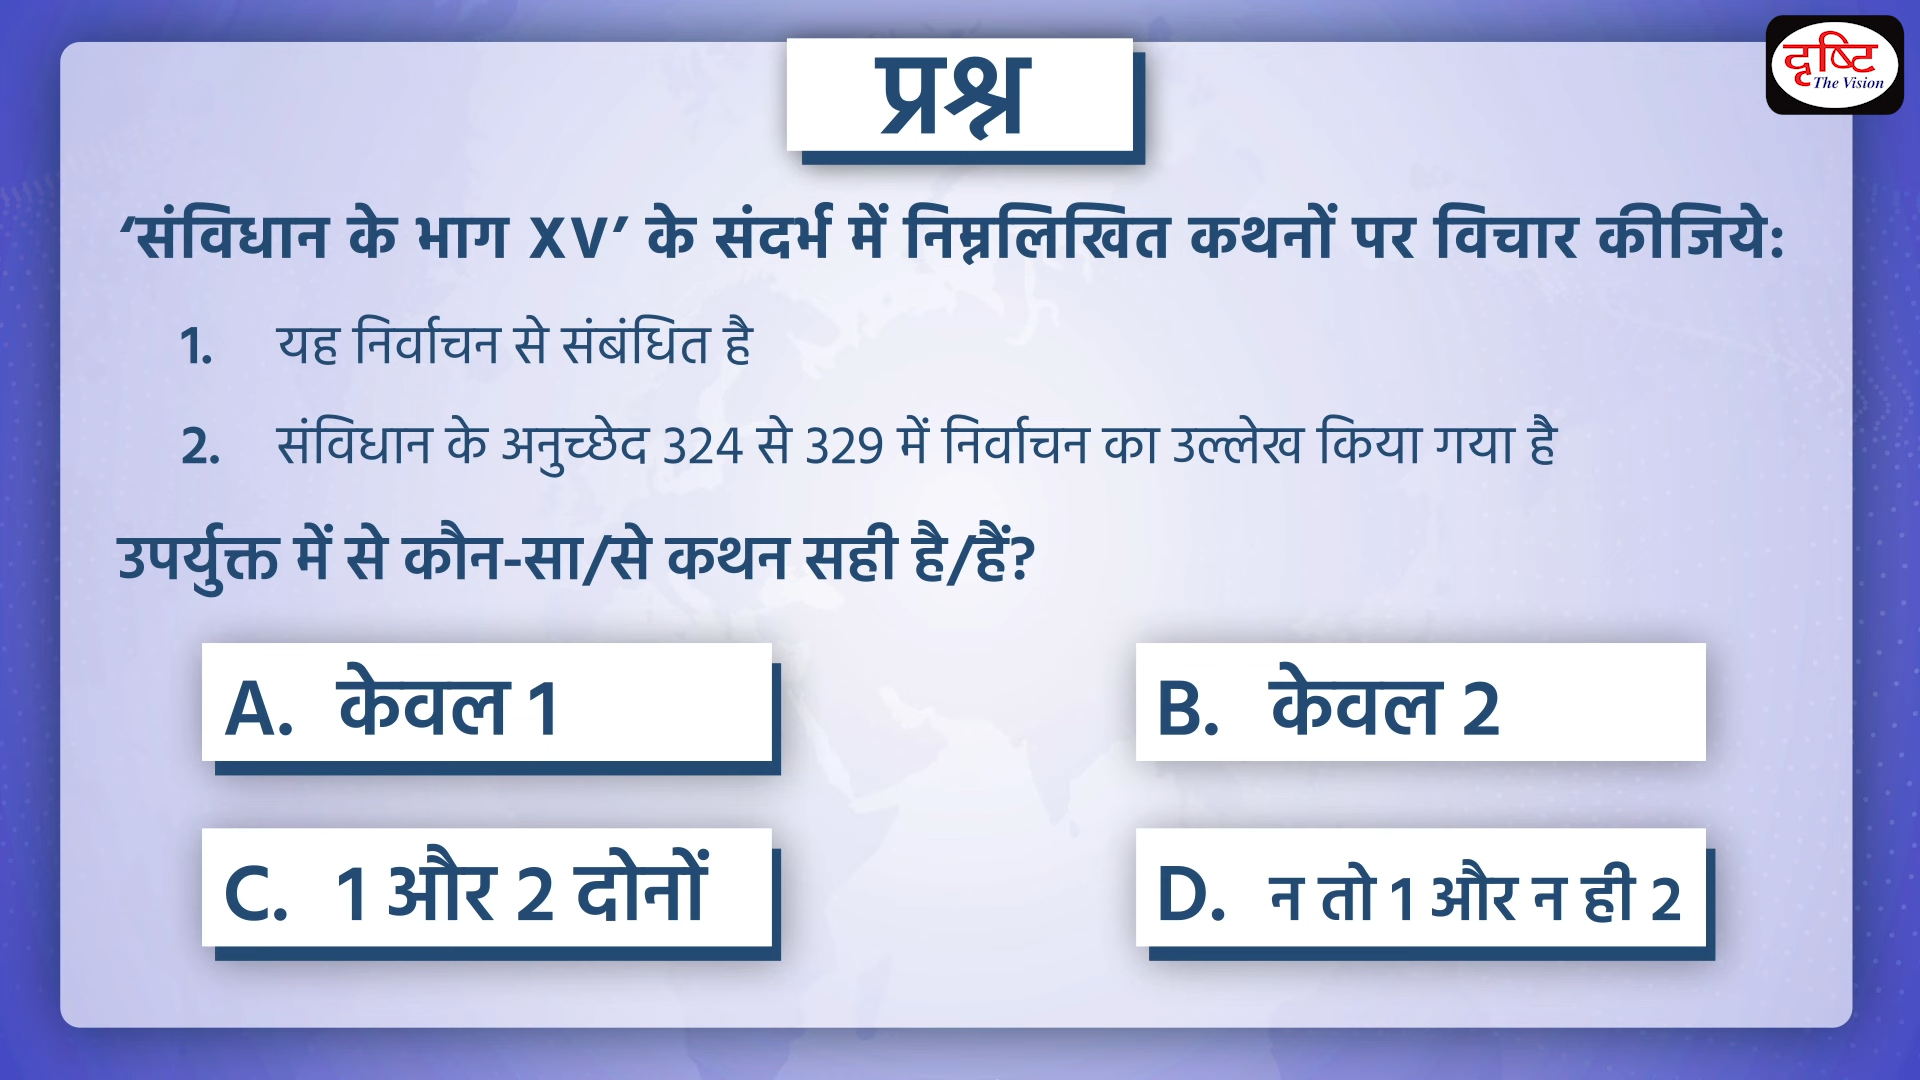 प्रश्न
दृष्टि
The Vision
‘संविधान के भाग XV’ के संदर्भ में निम्नलिखित कथनों पर विचार कीजिये:
1. यह निर्वाचन से संबंधित है
2. संविधान के अनुच्छेद 324 से 329 में निर्वाचन का उल्लेख किया गया है
उपर्युक्त में से कौन-सा/से कथन सही है/हैं?
A. केवल 1
B. केवल 2
C. 1 और 2 दोनों
D. न तो 1 और न ही 2